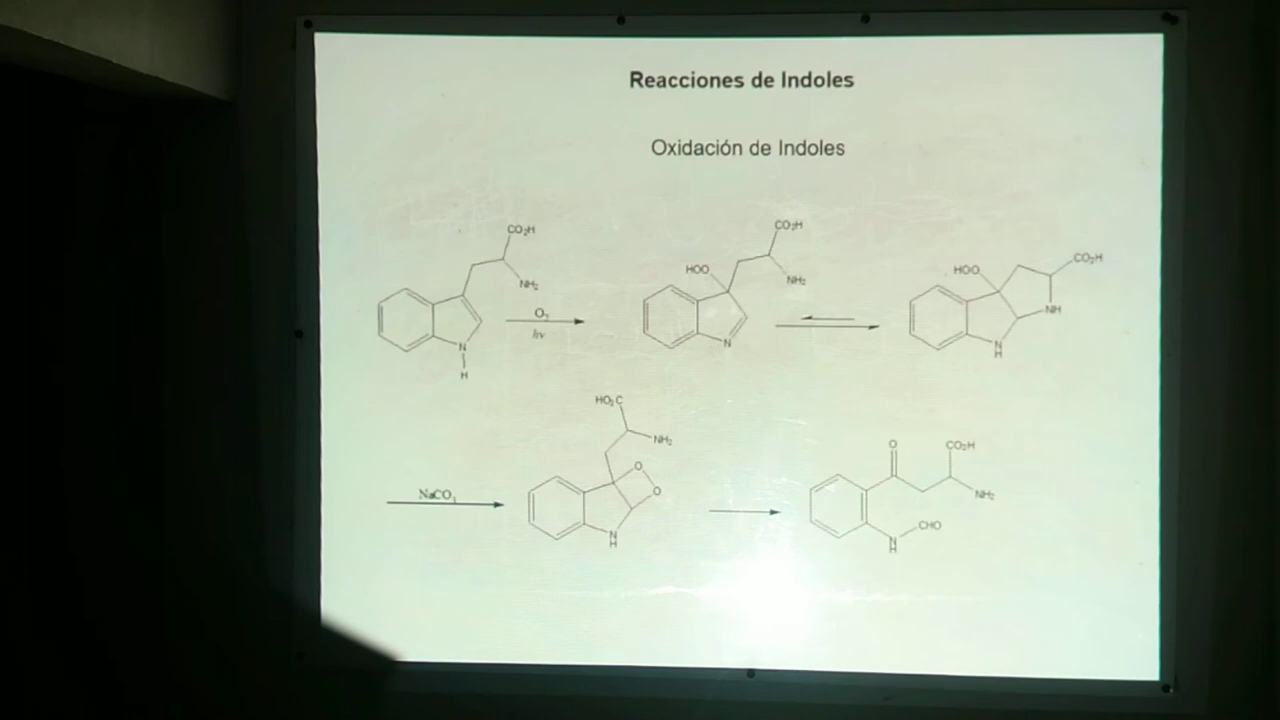 Reacciones de Indoles
Oxidación de Indoles
CO₂H
NH₂
N
H
O₂
hν
CO₂H
HOO
NH₂
N
CO₂H
HOO
NH
N
H
NaCO₃
HO₂C
NH₂
O
O
N
H
O
CO₂H
NH₂
CHO
N
H